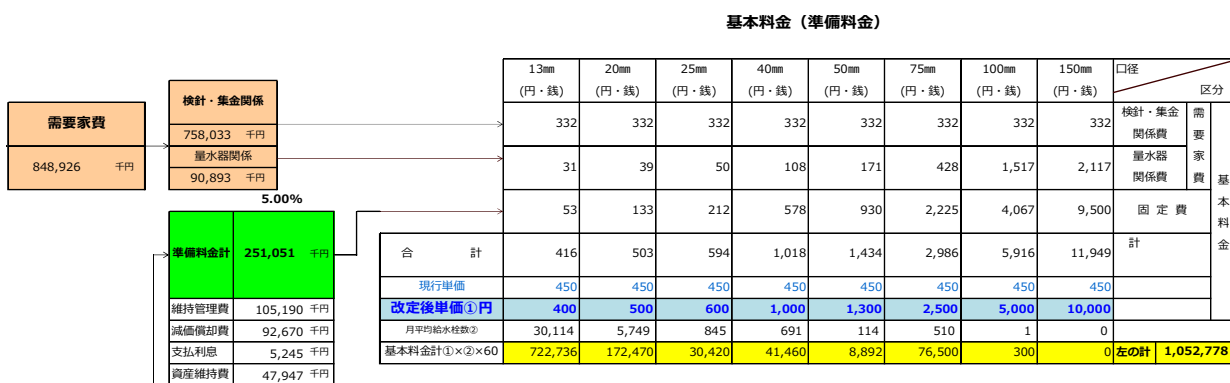 基本料金（準備料金）
13㎜ 20㎜ 25㎜ 40㎜ 50㎜ 75㎜ 100㎜ 150㎜ 口径
(円・銭) (円・銭) (円・銭) (円・銭) (円・銭) (円・銭) (円・銭) (円・銭) 区分
需要家費
848,926 千円
検針・集金関係
758,033 千円
量水器関係
90,893 千円
5.00%
準備料金計 251,051 千円
維持管理費 105,190 千円
減価償却費 92,670 千円
支払利息 5,245 千円
資産維持費 47,947 千円
332 332 332 332 332 332 332 332 検針・集金関係費
31 39 50 108 171 428 1,517 2,117 量水器関係費
需要家費
53 133 212 578 930 2,225 4,067 9,500 固定費
合計 416 503 594 1,018 1,434 2,986 5,916 11,949 計
基本料金
現行単価 450 450 450 450 450 450 450 450
改定後単価①円 400 500 600 1,000 1,300 2,500 5,000 10,000
月平均給水栓数② 30,114 5,749 845 691 114 510 1 0
基本料金計①×②×60 722,736 172,470 30,420 41,460 8,892 76,500 300 0 左の計 1,052,778